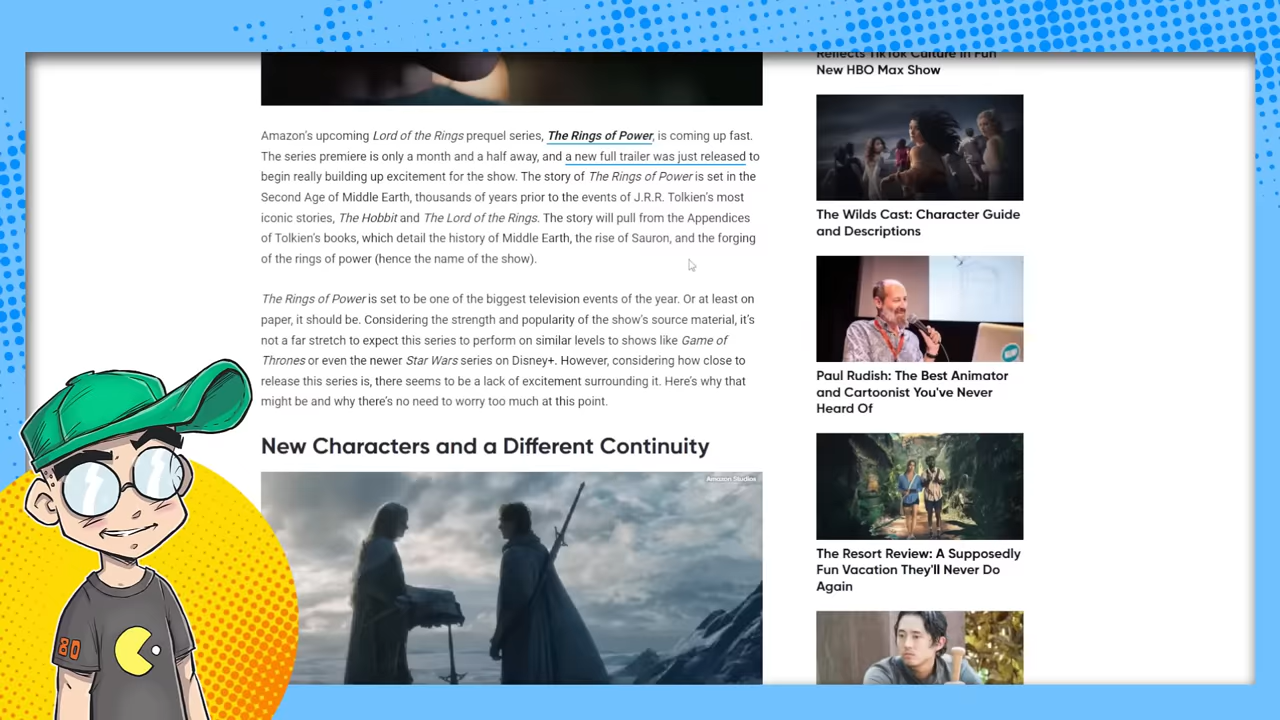 Amazon's upcoming Lord of the Rings prequel series, The Rings of Power, is coming up fast.
The series premiere is only a month and a half away, and a new full trailer was just released to
begin really building up excitement for the show. The story of The Rings of Power is set in the
Second Age of Middle Earth, thousands of years prior to the events of J.R.R. Tolkien's most
iconic stories, The Hobbit and The Lord of the Rings. The story will pull from the Appendices
of Tolkien's books, which detail the history of Middle Earth, the rise of Sauron, and the forging
of the rings of power (hence the name of the show).
The Rings of Power is set to be one of the biggest television events of the year. Or at least on
paper, it should be. Considering the strength and popularity of the show's source material, it's
not a far stretch to expect this series to perform on similar levels to shows like Game of
Thrones or even the newer Star Wars series on Disney+. However, considering how close to
release this series is, there seems to be a lack of excitement surrounding it. Here's why that
might be and why there's no need to worry too much at this point.
New Characters and a Different Continuity
Amazon Studios
Reflects TikTok Culture in Fun
New HBO Max Show
The Wilds Cast: Character Guide
and Descriptions
Paul Rudish: The Best Animator
and Cartoonist You've Never
Heard Of
The Resort Review: A Supposedly
Fun Vacation They'll Never Do
Again
80